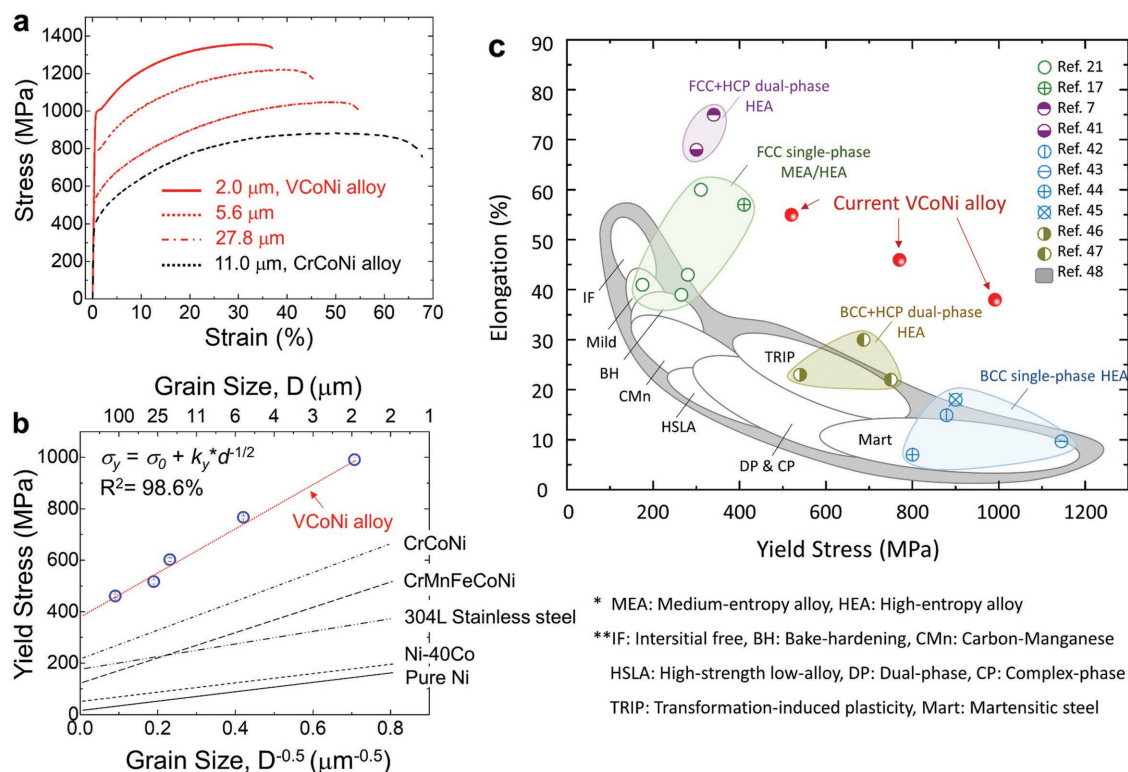 a
1400
1200
1000
800
600
400
200
0
Stress (MPa)
2.0 μm, VCoNi alloy
5.6 μm
27.8 μm
11.0 μm, CrCoNi alloy
0 10 20 30 40 50 60 70
Strain (%)
b
Grain Size, D (μm)
100 25 11 6 4 3 2 2 1
1000
800
600
400
200
0
Yield Stress (MPa)
σy = σ0 + ky*d-1/2
R2= 98.6%
VCoNi alloy
CrCoNi
CrMnFeCoNi
304L Stainless steel
Ni-40Co
Pure Ni
0.0 0.2 0.4 0.6 0.8
Grain Size, D-0.5 (μm-0.5)
c
90
80
70
60
50
40
30
20
10
0
Elongation (%)
FCC+HCP dual-phase
HEA
FCC single-phase
MEA/HEA
Current VCoNi alloy
BCC+HCP dual-phase
HEA
BCC single-phase HEA
IF
Mild
BH
CMn
HSLA
DP & CP
TRIP
Mart
Ref. 21
Ref. 17
Ref. 7
Ref. 41
Ref. 42
Ref. 43
Ref. 44
Ref. 45
Ref. 46
Ref. 47
Ref. 48
0 200 400 600 800 1000 1200
Yield Stress (MPa)
* MEA: Medium-entropy alloy, HEA: High-entropy alloy
**IF: Intersitial free, BH: Bake-hardening, CMn: Carbon-Manganese
HSLA: High-strength low-alloy, DP: Dual-phase, CP: Complex-phase
TRIP: Transformation-induced plasticity, Mart: Martensitic steel